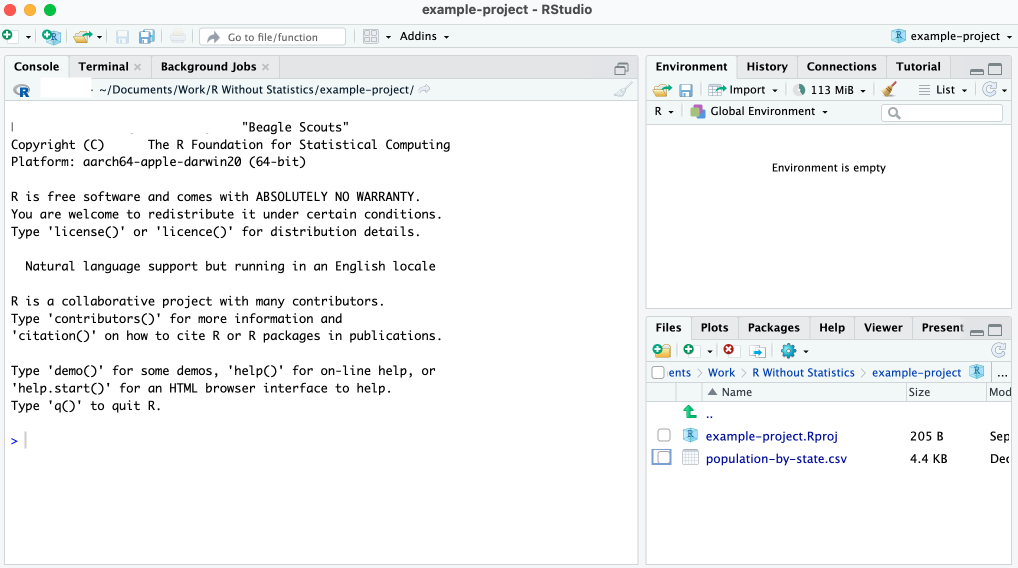 example-project - RStudio
Go to file/function
Addins
example-project
Console Terminal Background Jobs
~/Documents/Work/R Without Statistics/example-project/
"Beagle Scouts"
Copyright (C) The R Foundation for Statistical Computing
Platform: aarch64-apple-darwin20 (64-bit)
R is free software and comes with ABSOLUTELY NO WARRANTY.
You are welcome to redistribute it under certain conditions.
Type 'license()' or 'licence()' for distribution details.
Natural language support but running in an English locale
R is a collaborative project with many contributors.
Type 'contributors()' for more information and
'citation()' on how to cite R or R packages in publications.
Type 'demo()' for some demos, 'help()' for on-line help, or
'help.start()' for an HTML browser interface to help.
Type 'q()' to quit R.
>
Environment History Connections Tutorial
Import 113 MiB List
R Global Environment
Environment is empty
Files Plots Packages Help Viewer Present
ents Work R Without Statistics example-project ...
Name Size Mod
..
example-project.Rproj 205 B Sep
population-by-state.csv 4.4 KB Dec